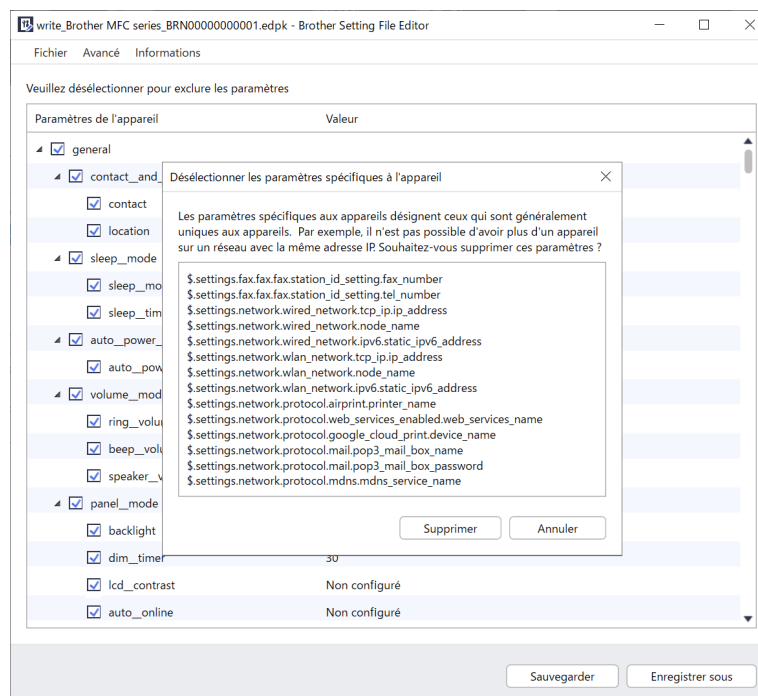 write_Brother MFC series_BRN00000000001.edpk - Brother Setting File Editor
Fichier Avancé Informations
Veuillez désélectionner pour exclure les paramètres
Paramètres de l'appareil Valeur
general
contact__and_
contact
location
sleep__mode
sleep__mo
sleep__tim
auto__power_
auto__pow
volume__mod
ring__volu
beep__volu
speaker__v
panel__mode
backlight
dim__timer 30
lcd__contrast Non configuré
auto__online Non configuré
Désélectionner les paramètres spécifiques à l'appareil
Les paramètres spécifiques aux appareils désignent ceux qui sont généralement
uniques aux appareils. Par exemple, il n'est pas possible d'avoir plus d'un appareil
sur un réseau avec la même adresse IP. Souhaitez-vous supprimer ces paramètres ?
$.settings.fax.fax.fax.station_id_setting.fax_number
$.settings.fax.fax.fax.station_id_setting.tel_number
$.settings.network.wired_network.tcp_ip.ip_address
$.settings.network.wired_network.node_name
$.settings.network.wired_network.ipv6.static_ipv6_address
$.settings.network.wlan_network.tcp_ip.ip_address
$.settings.network.wlan_network.node_name
$.settings.network.wlan_network.ipv6.static_ipv6_address
$.settings.network.protocol.airprint.printer_name
$.settings.network.protocol.web_services_enabled.web_services_name
$.settings.network.protocol.google_cloud_print.device_name
$.settings.network.protocol.mail.pop3_mail_box_name
$.settings.network.protocol.mail.pop3_mail_box_password
$.settings.network.protocol.mdns.mdns_service_name
Supprimer Annuler
Sauvegarder Enregistrer sous